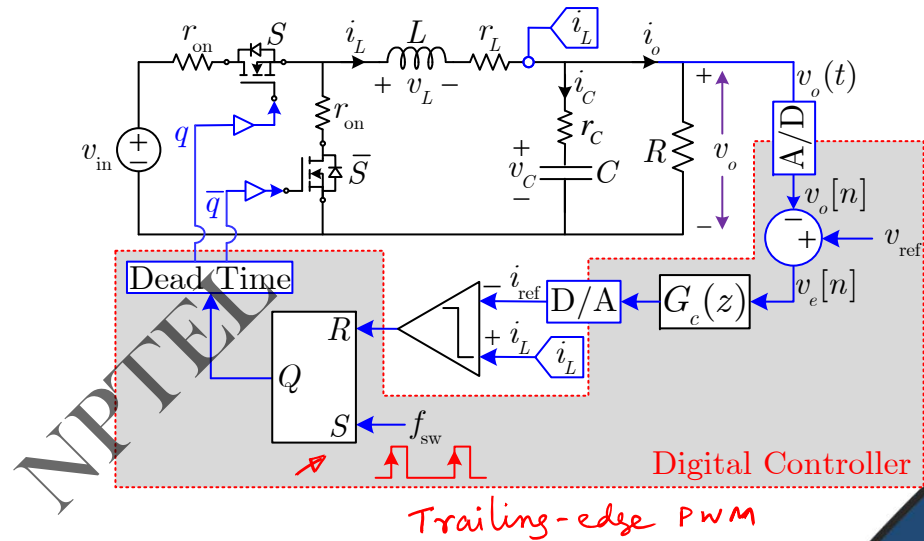 r_on
S
i_L
L
r_L
i_L
i_o
+ v_L −
i_C
+
v_o(t)
r_on
r_C
A/D
q
v_in
+
−
S̅
+
v_C
−
C
R
v_o
q̅
−
v_o[n]
−
+
v_ref
Dead Time
i_ref
−
D/A
G_c(z)
v_e[n]
R
+ i_L
i_L
Q
S
f_sw
NPTEL
Digital Controller
Trailing-edge PWM